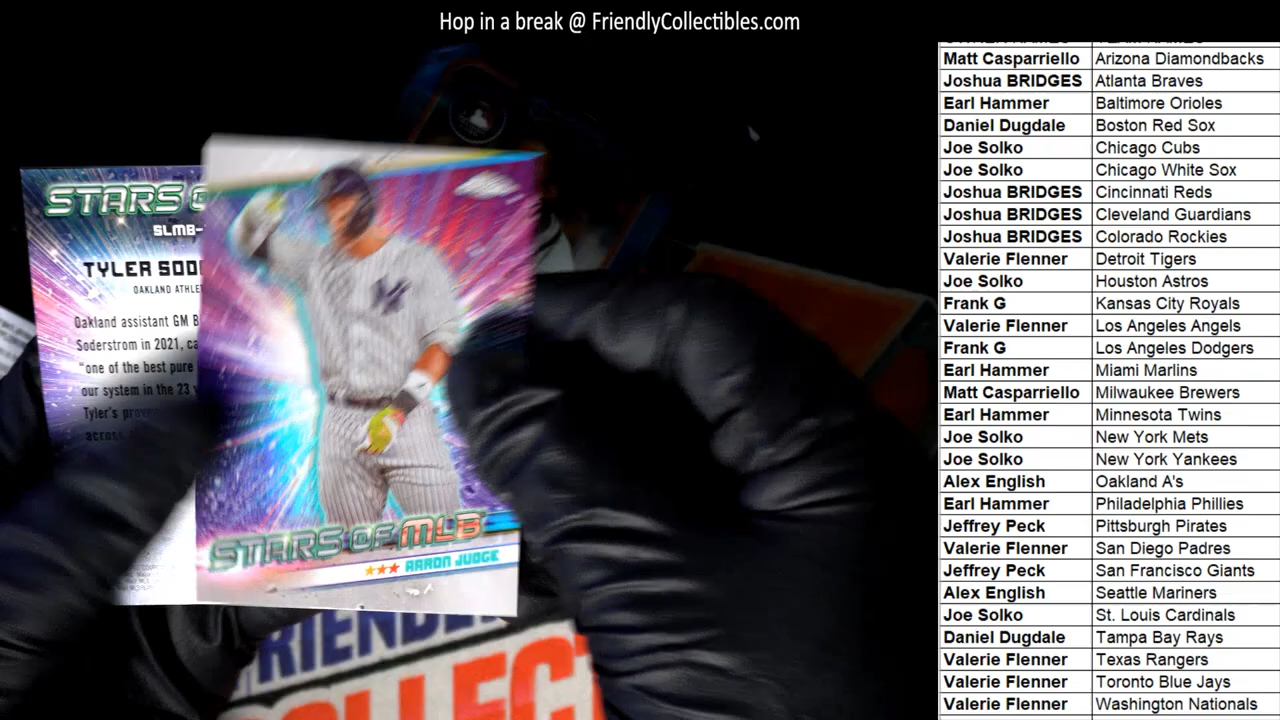 Hop in a break @ FriendlyCollectibles.com
Matt Casparriello Arizona Diamondbacks
Joshua BRIDGES Atlanta Braves
Earl Hammer Baltimore Orioles
Daniel Dugdale Boston Red Sox
Joe Solko Chicago Cubs
Joe Solko Chicago White Sox
Joshua BRIDGES Cincinnati Reds
Joshua BRIDGES Cleveland Guardians
Joshua BRIDGES Colorado Rockies
Valerie Flenner Detroit Tigers
Joe Solko Houston Astros
Frank G Kansas City Royals
Valerie Flenner Los Angeles Angels
Frank G Los Angeles Dodgers
Earl Hammer Miami Marlins
Matt Casparriello Milwaukee Brewers
Earl Hammer Minnesota Twins
Joe Solko New York Mets
Joe Solko New York Yankees
Alex English Oakland A's
Earl Hammer Philadelphia Phillies
Jeffrey Peck Pittsburgh Pirates
Valerie Flenner San Diego Padres
Jeffrey Peck San Francisco Giants
Alex English Seattle Mariners
Joe Solko St. Louis Cardinals
Daniel Dugdale Tampa Bay Rays
Valerie Flenner Texas Rangers
Valerie Flenner Toronto Blue Jays
Valerie Flenner Washington Nationals
STARS
SLMB-
TYLER SOD
OAKLAND ATHLE
Oakland assistant GM B
Soderstrom in 2021, ca
"one of the best pure
our system in the 23
Tyler's
across
STARS OF MLB
AARON JUDGE